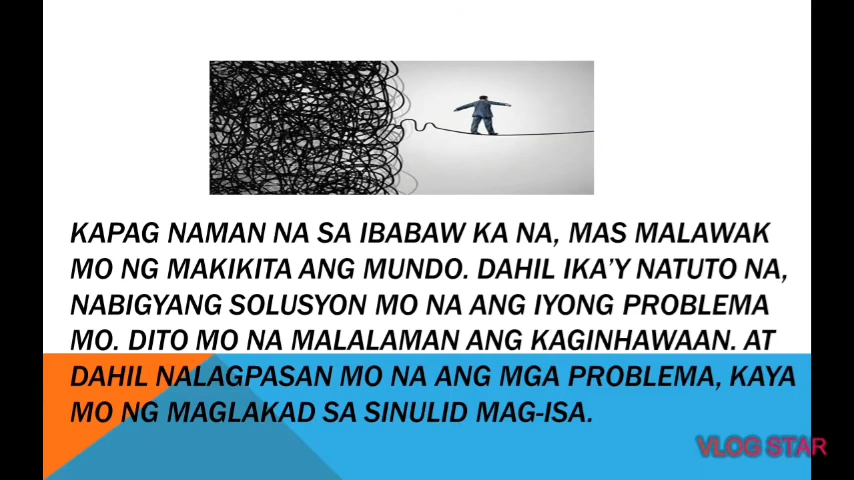 KAPAG NAMAN NA SA IBABAW KA NA, MAS MALAWAK
MO NG MAKIKITA ANG MUNDO. DAHIL IKA'Y NATUTO NA,
NABIGYANG SOLUSYON MO NA ANG IYONG PROBLEMA
MO. DITO MO NA MALALAMAN ANG KAGINHAWAAN. AT
DAHIL NALAGPASAN MO NA ANG MGA PROBLEMA, KAYA
MO NG MAGLAKAD SA SINULID MAG-ISA.
VLOG STAR